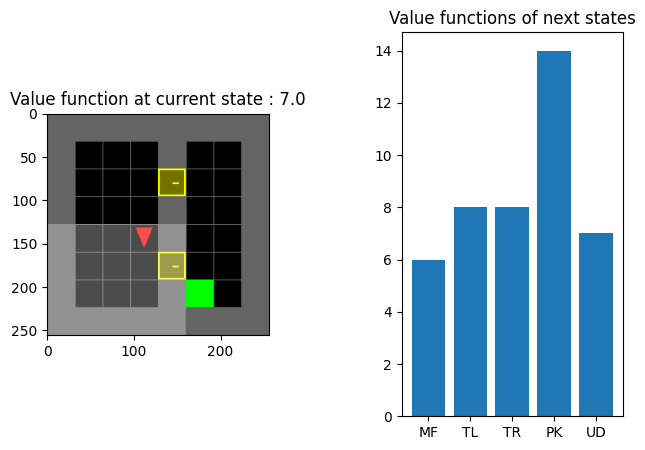 Value functions of next states
Value function at current state : 7.0
0
50
100
150
200
250
0
100
200
14
12
10
8
6
4
2
0
MF
TL
TR
PK
UD